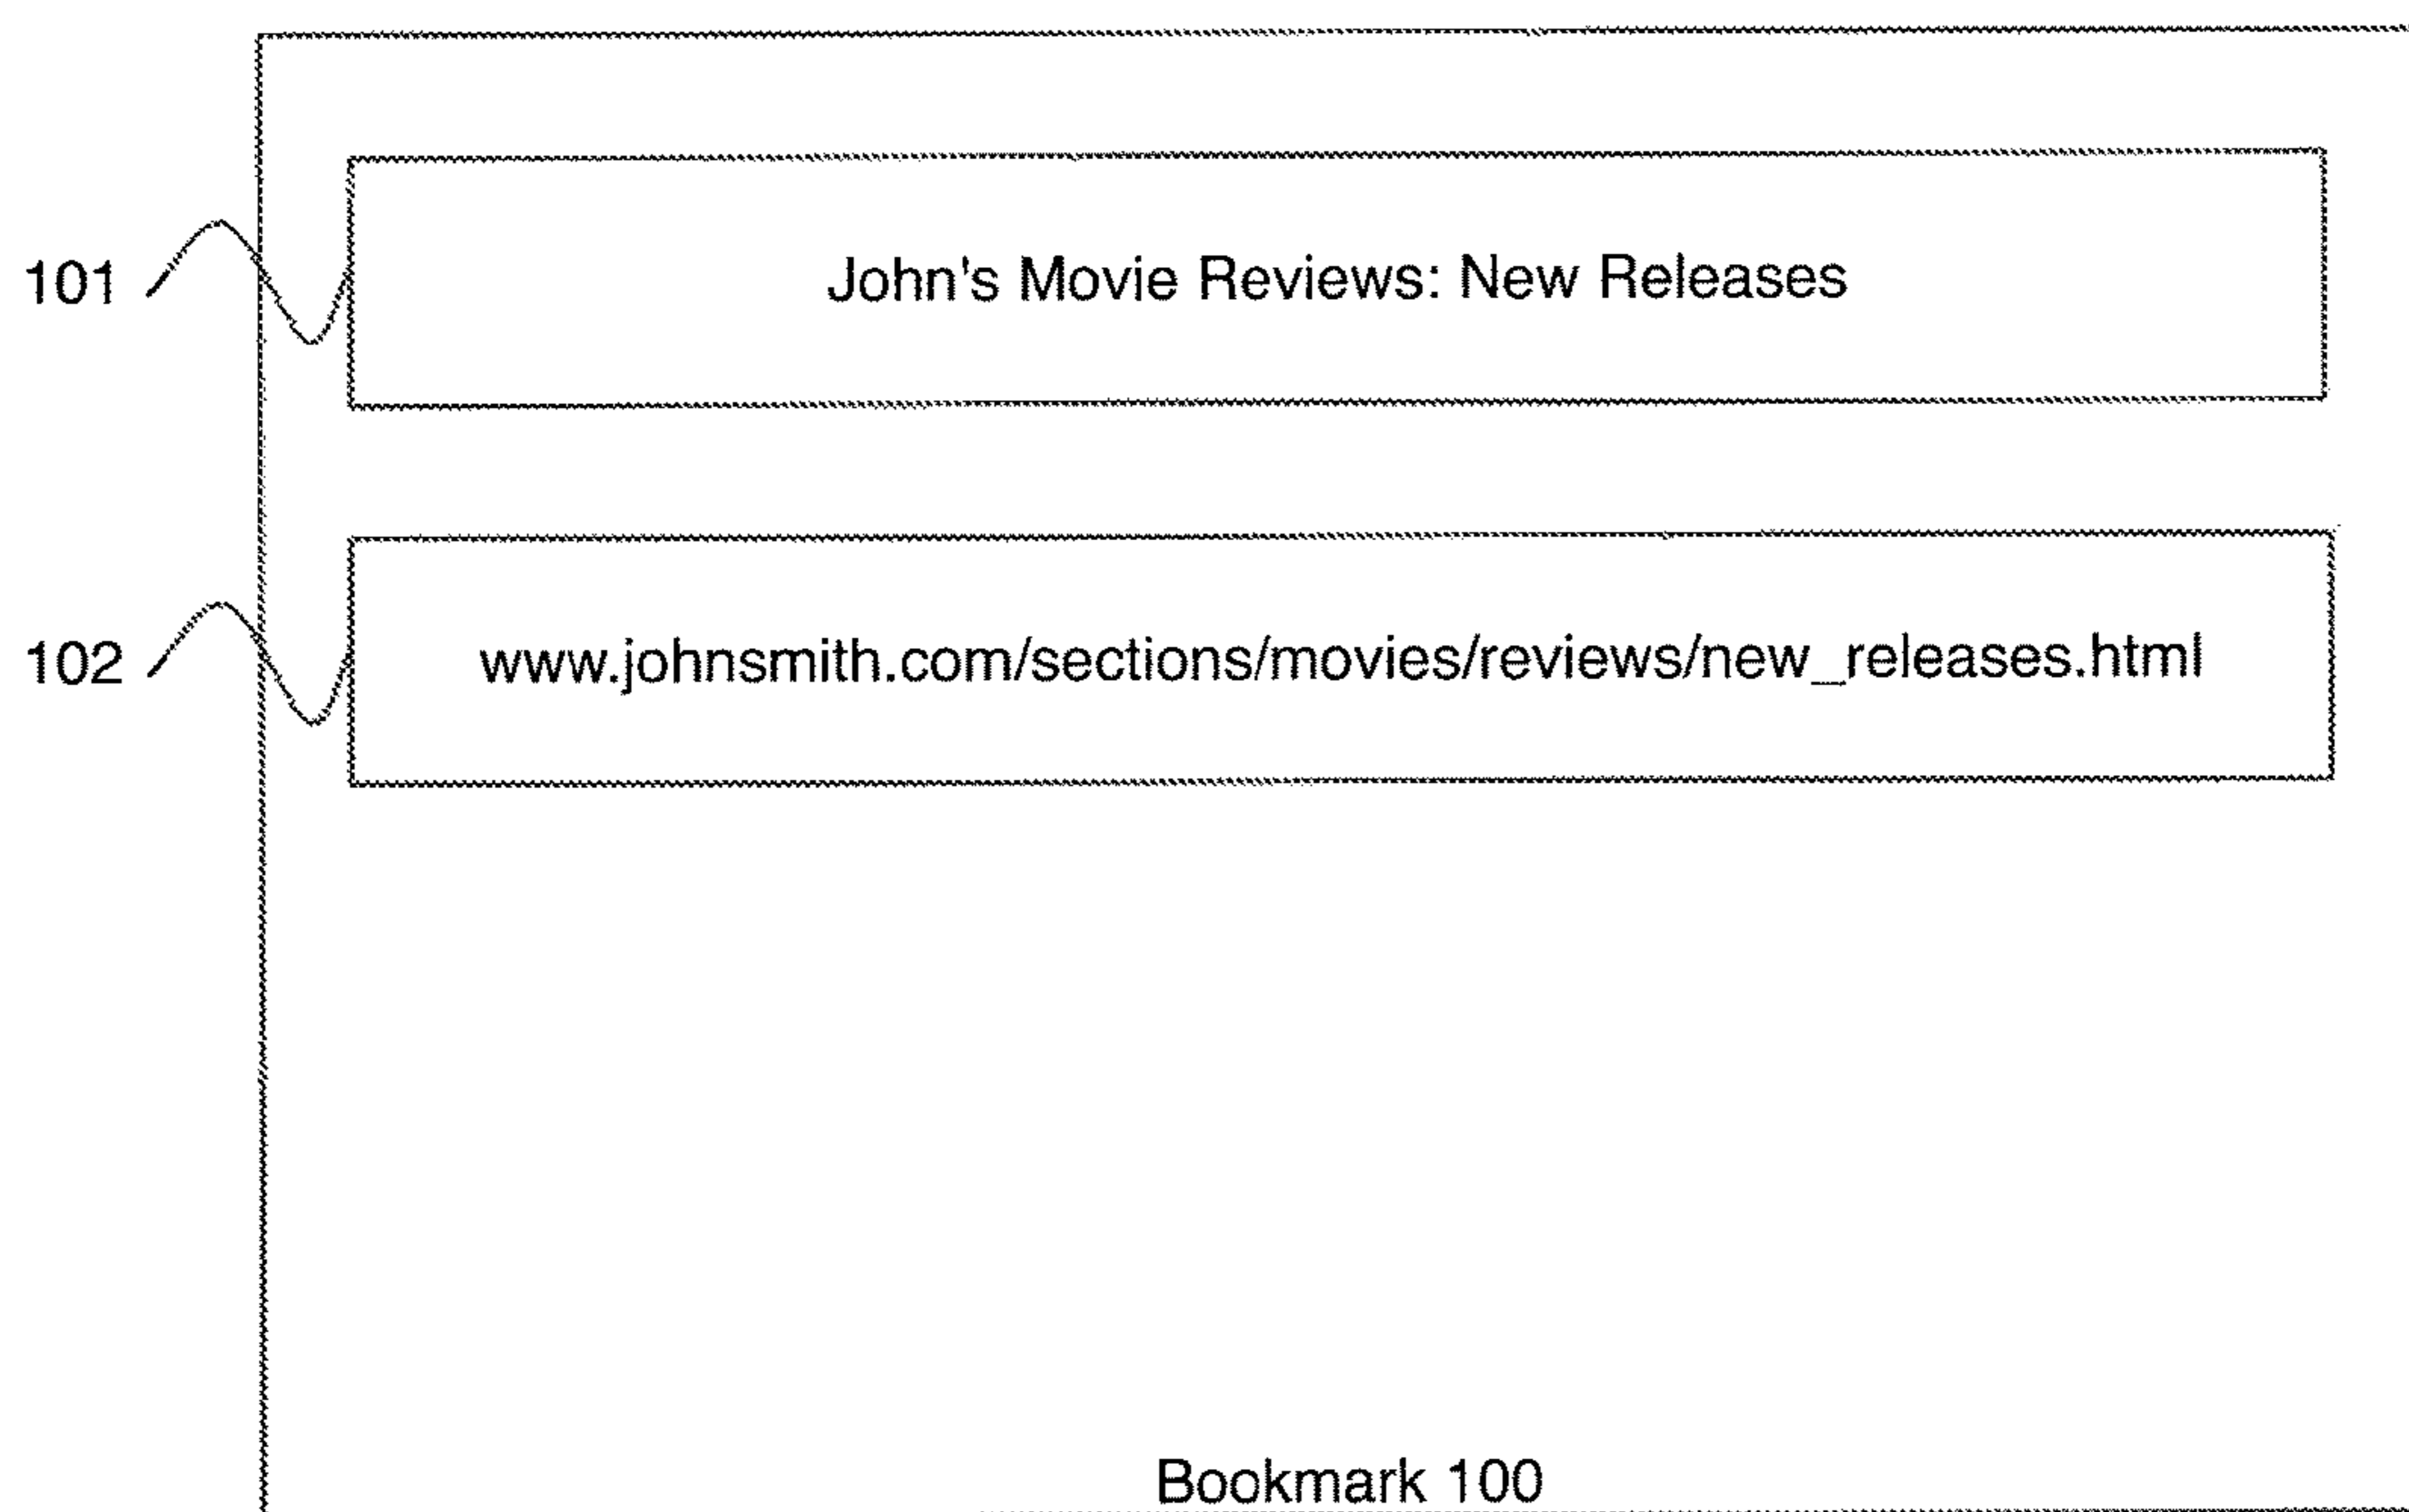 101 John's Movie Reviews: New Releases
102 www.johnsmith.com/sections/movies/reviews/new_releases.html
Bookmark 100